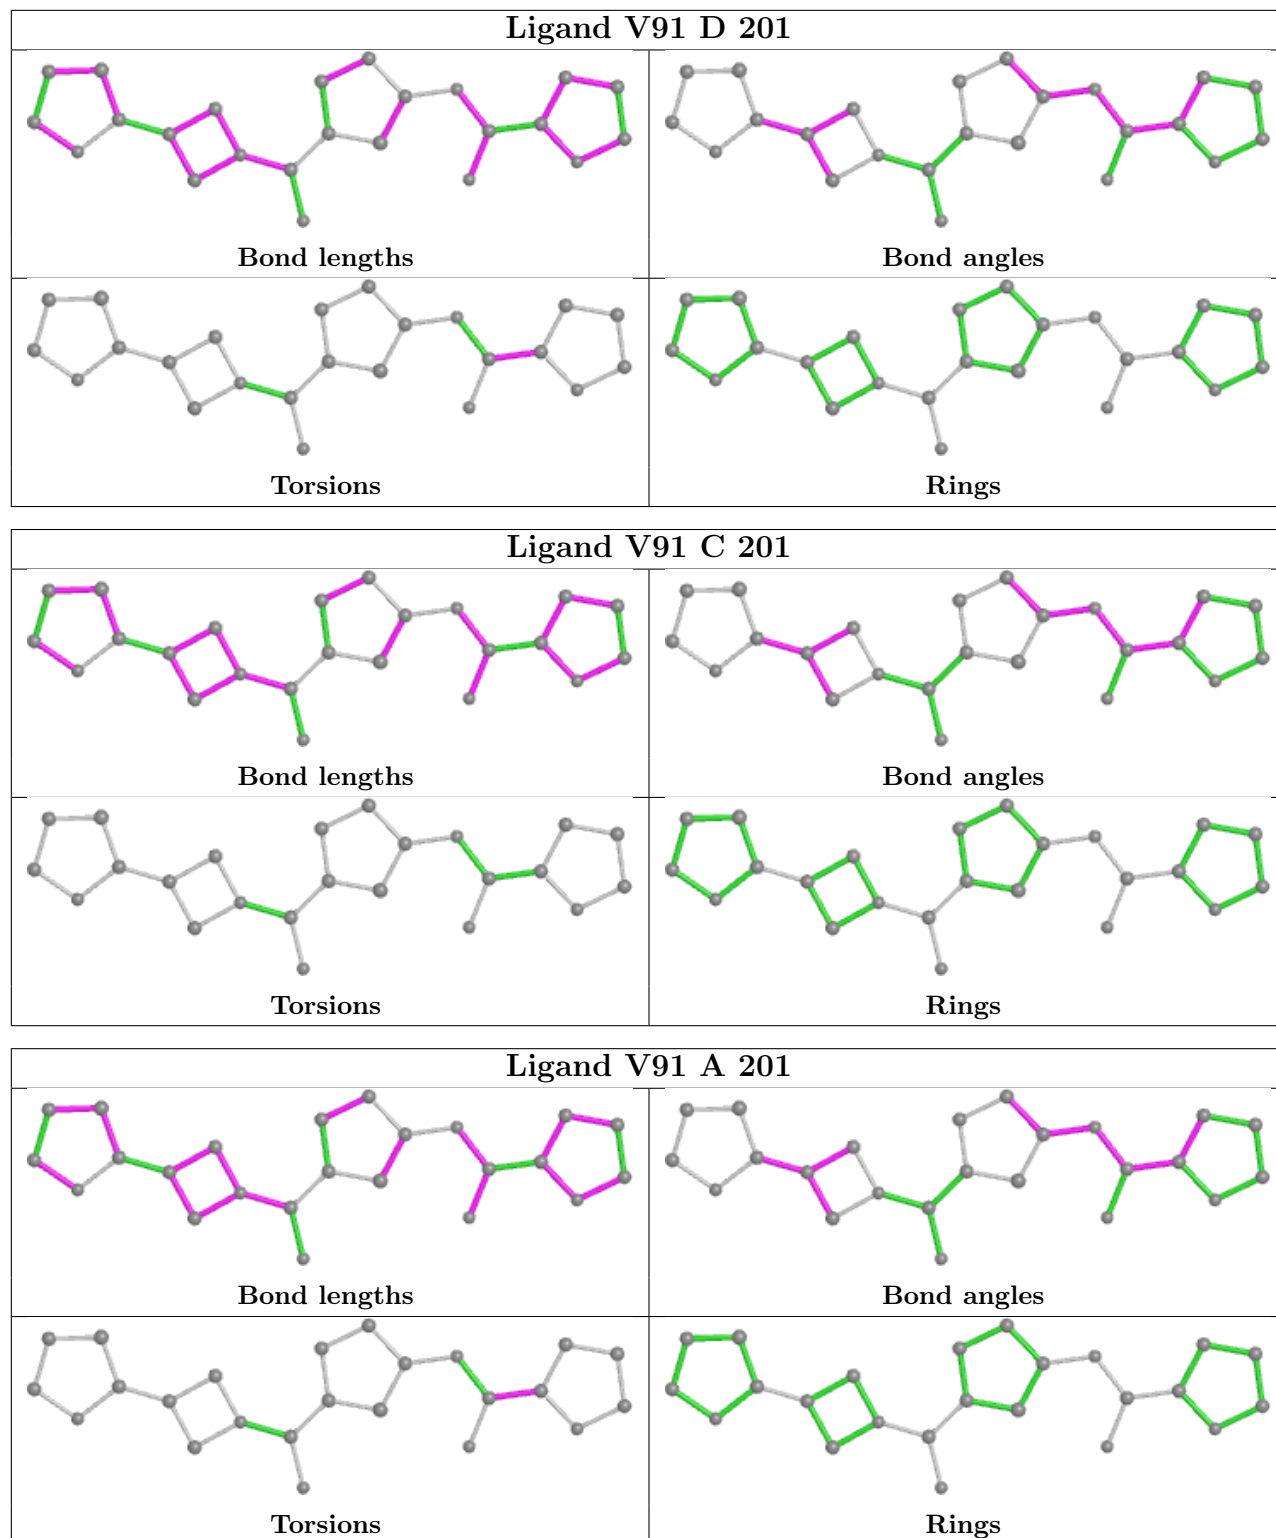 Ligand V91 D 201
Bond lengths
Bond angles
Torsions
Rings
Ligand V91 C 201
Bond lengths
Bond angles
Torsions
Rings
Ligand V91 A 201
Bond lengths
Bond angles
Torsions
Rings